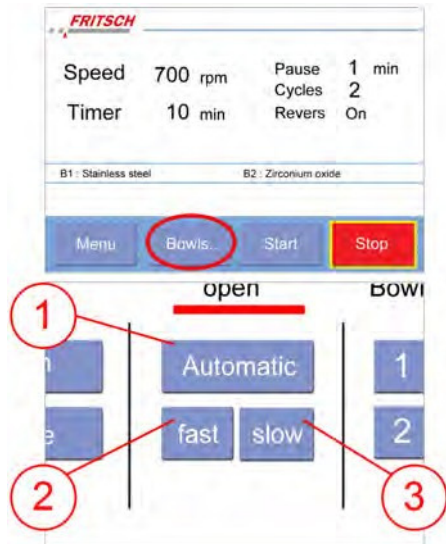 FRITSCH
Speed 700 rpm Pause 1 min
Cycles 2
Timer 10 min Revers On
B1 : Stainless steel B2 : Zirconium oxide
Menu Bowls... Start Stop
open
1 Automatic 1
fast slow 2
2 3